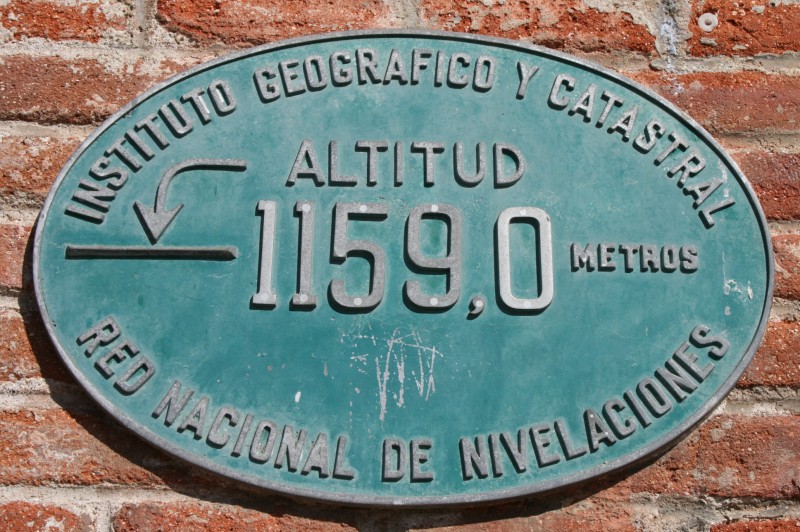 INSTITUTO GEOGRAFICO Y CATASTRAL
ALTITUD
1159,0 METROS
RED NACIONAL DE NIVELACIONES